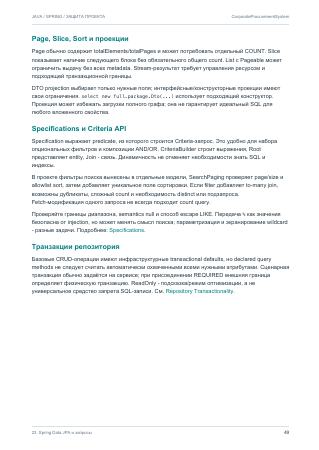 JAVA / SPRING / ЗАЩИТА ПРОЕКТА
CorporateProcurementSystem
Page, Slice, Sort и проекции
Page обычно содержит totalElements/totalPages и может потребовать отдельный COUNT. Slice
показывает наличие следующего блока без обязательного общего count. List с Pageable может
ограничить выдачу без всех metadata. Stream-результат требует управления ресурсом и
подходящей транзакционной границы.
DTO projection выбирает только нужные поля; интерфейсные/конструкторные проекции имеют
свои ограничения. select new full.package.Dto(...) использует подходящий конструктор.
Проекция может избежать загрузки полного графа; она не гарантирует идеальный SQL для
любого вложенного свойства.
Specifications и Criteria API
Specification выражает predicate, из которого строится Criteria-запрос. Это удобно для набора
опциональных фильтров и композиции AND/OR. CriteriaBuilder строит выражения, Root
представляет entity, Join - связь. Динамичность не отменяет необходимости знать SQL и
индексы.
В проекте фильтры поиска вынесены в отдельные модели, SearchPaging проверяет page/size и
allowlist sort, затем добавляет уникальное поле сортировки. Если filter добавляет to-many join,
возможны дубликаты, сложный count и необходимость distinct или подзапроса.
Fetch-модификация одного запроса не всегда подходит count query.
Проверяйте границы диапазона, semantics null и способ escape LIKE. Передача % как значения
безопасна от injection, но может менять смысл поиска; параметризация и экранирование wildcard
- разные задачи. Подробнее: Specifications.
Транзакции репозитория
Базовые CRUD-операции имеют инфраструктурные transactional defaults, но declared query
methods не следует считать автоматически охваченными всеми нужными атрибутами. Сценарная
транзакция обычно задаётся на сервисе; при присоединении REQUIRED внешняя граница
определяет физическую транзакцию. ReadOnly - подсказка/режим оптимизации, а не
универсальное средство запрета SQL-записи. См. Repository Transactionality.
23. Spring Data JPA и запросы
49